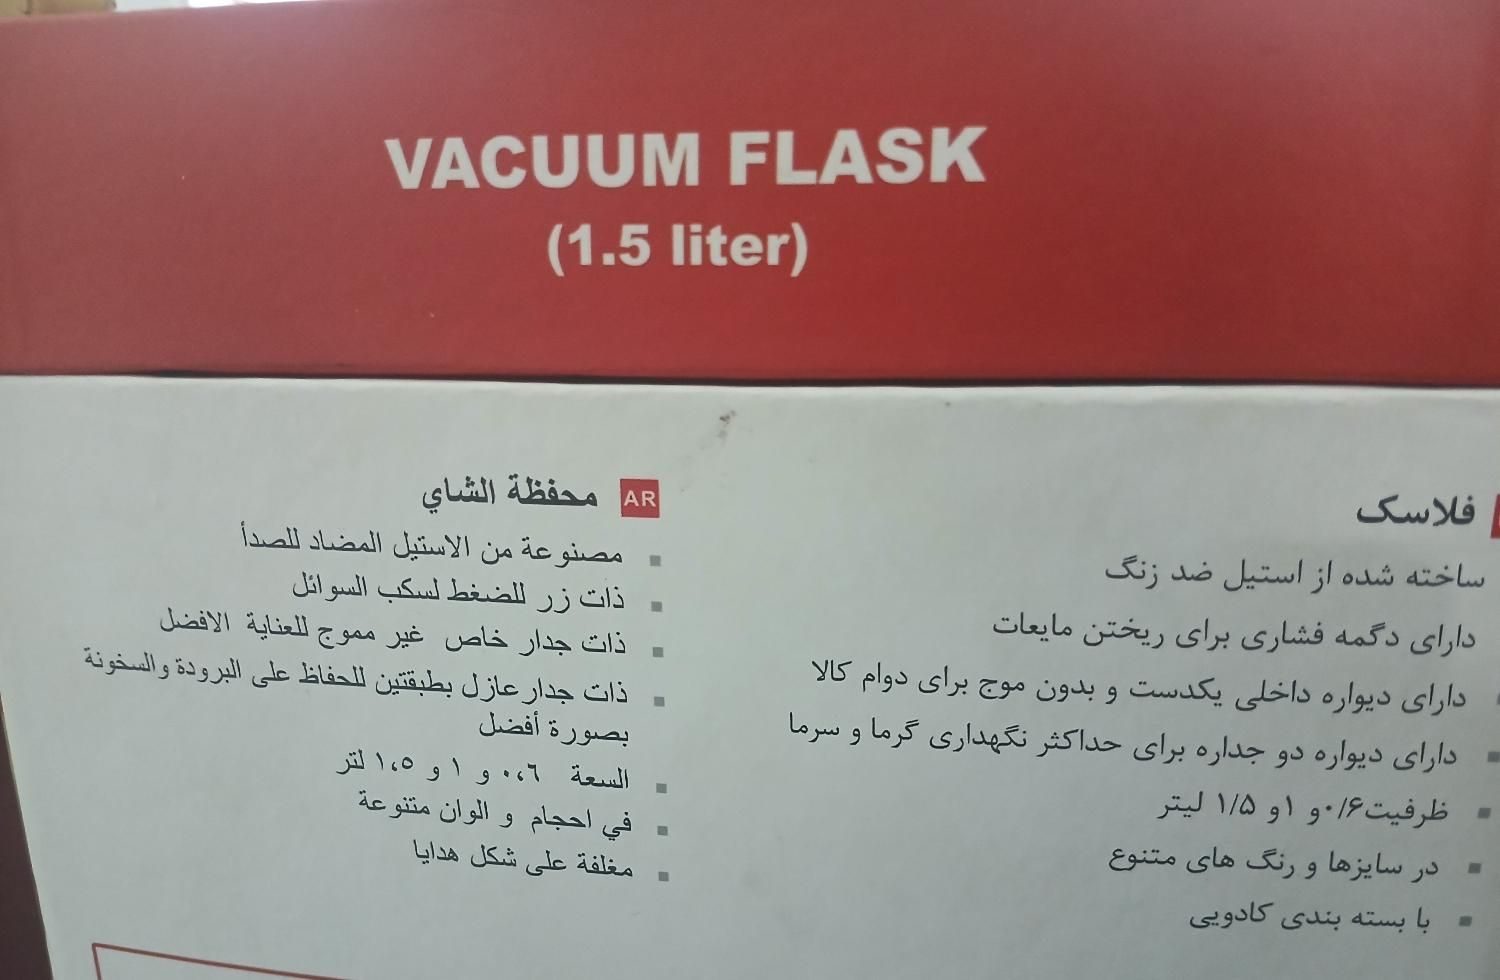 VACUUM FLASK
(1.5 liter)
فلاسک
ساخته شده از استیل ضد زنگ
دارای دگمه فشاری برای ریختن مایعات
دارای دیواره داخلی یکدست و بدون موج برای دوام کالا
دارای دیواره دو جداره برای حداکثر نگهداری گرما و سرما
ظرفیت۰/۶و ۱و ۱/۵ لیتر
در سایزها و رنگ های متنوع
با بسته بندی کادویی
AR محفظة الشاي
مصنوعة من الاستيل المضاد للصدأ
ذات زر للضغط لسكب السوائل
ذات جدار خاص غير مموج للعناية الافضل
ذات جدار عازل بطبقتين للحفاظ على البرودة والسخونة
بصورة أفضل
السعة ٠،٦ و ١ و ١،٥ لتر
في احجام و الوان متنوعة
مغلفة على شكل هدايا